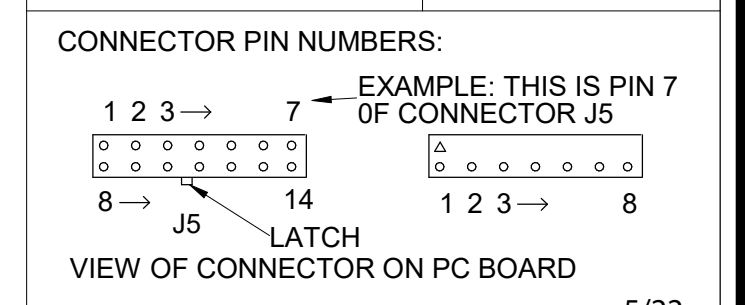 CONNECTOR PIN NUMBERS:
EXAMPLE: THIS IS PIN 7
0F CONNECTOR J5
1 2 3 → 7
8 → 14
J5
LATCH
1 2 3 → 8
VIEW OF CONNECTOR ON PC BOARD